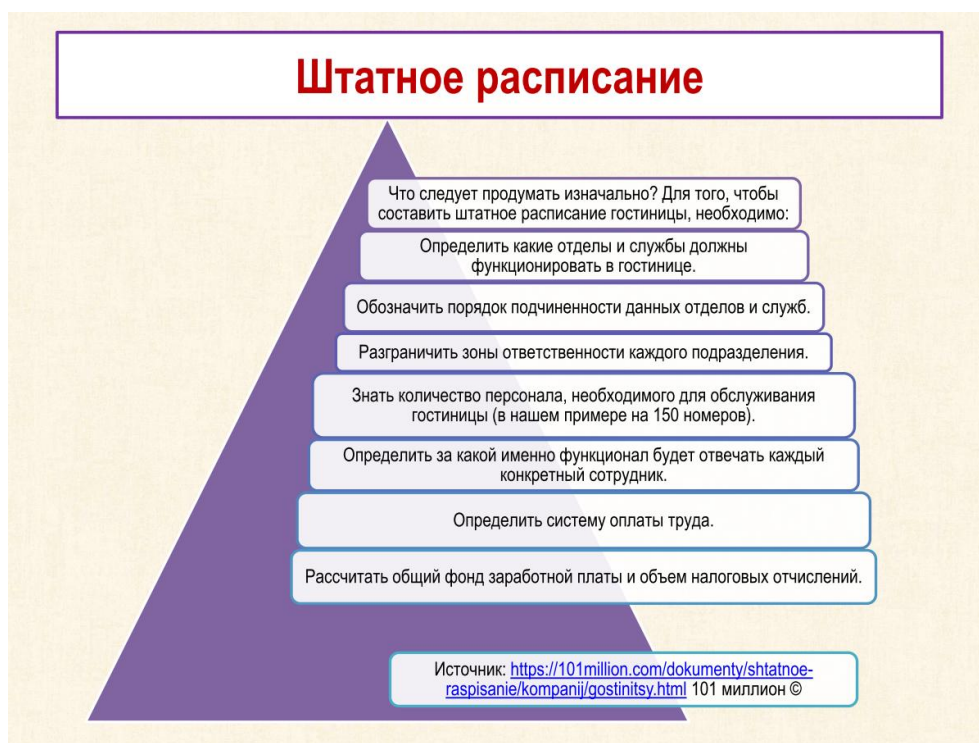 Штатное расписание
Что следует продумать изначально? Для того, чтобы
составить штатное расписание гостиницы, необходимо:
Определить какие отделы и службы должны
функционировать в гостинице.
Обозначить порядок подчиненности данных отделов и служб.
Разграничить зоны ответственности каждого подразделения.
Знать количество персонала, необходимого для обслуживания
гостиницы (в нашем примере на 150 номеров).
Определить за какой именно функционал будет отвечать каждый
конкретный сотрудник.
Определить систему оплаты труда.
Рассчитать общий фонд заработной платы и объем налоговых отчислений.
Источник: https://101million.com/dokumenty/shtatnoe-
raspisanie/kompanij/gostinitsy.html 101 миллион ©